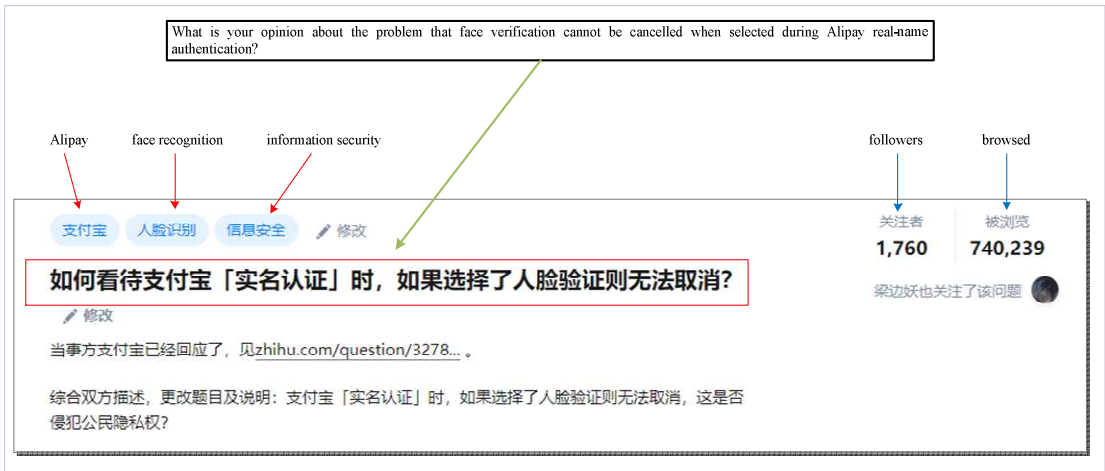 What is your opinion about the problem that face verification cannot be cancelled when selected during Alipay real-name
authentication?
Alipay
face recognition
information security
followers
browsed
支付宝
人脸识别
信息安全
修改
关注者
被浏览
1,760
740,239
如何看待支付宝「实名认证」时，如果选择了人脸验证则无法取消？
梁边妖也关注了该问题
修改
当事方支付宝已经回应了，见zhihu.com/question/3278... 。
综合双方描述，更改题目及说明：支付宝「实名认证」时，如果选择了人脸验证则无法取消，这是否
侵犯公民隐私权？